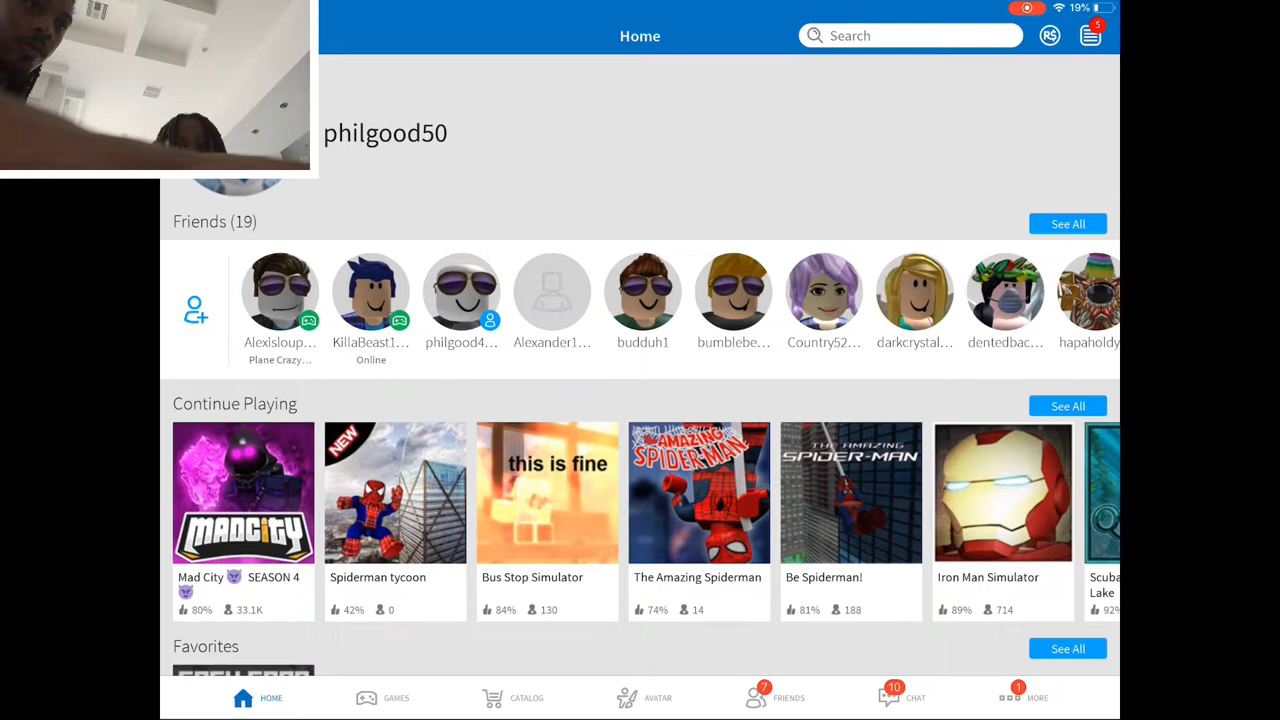 19%
5
Home
Search
R$
philgood50
Friends (19)
See All
Alexisloup...
KillaBeast1...
philgood4...
Alexander1...
budduh1
bumblebe...
Country52...
darkcrystal...
dentedbac...
hapaholdy
Plane Crazy...
Online
Continue Playing
See All
NEW
this is fine
THE AMAZING
AMAZING
SPIDER-MAN
SPIDER-MAN
MADCITY
Mad City 😈 SEASON 4
😈
Spiderman tycoon
Bus Stop Simulator
The Amazing Spiderman
Be Spiderman!
Iron Man Simulator
Scuba
Lake
80% 33.1K
42% 0
84% 130
74% 14
81% 188
89% 714
92%
Favorites
See All
HOME
GAMES
CATALOG
AVATAR
7
FRIENDS
10
CHAT
1
MORE